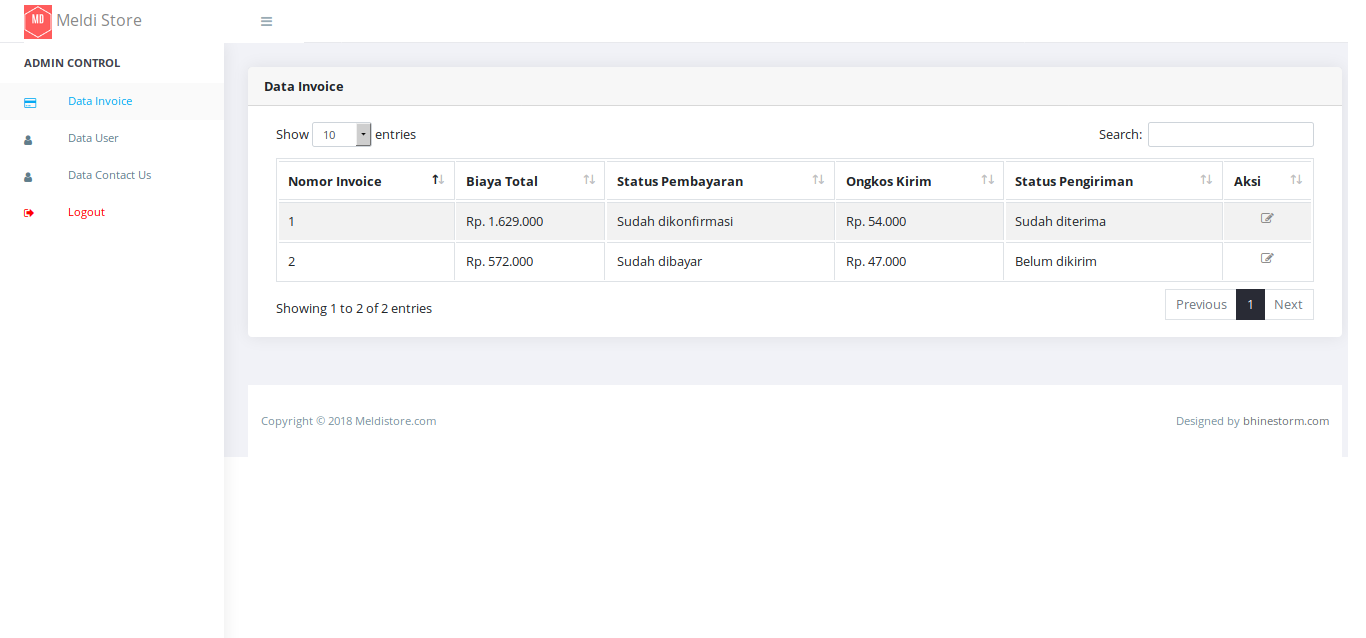 MD Meldi Store
ADMIN CONTROL
Data Invoice
Data User
Data Contact Us
Logout
Data Invoice
Show 10 entries
Search:
Nomor Invoice Biaya Total Status Pembayaran Ongkos Kirim Status Pengiriman Aksi
1 Rp. 1.629.000 Sudah dikonfirmasi Rp. 54.000 Sudah diterima
2 Rp. 572.000 Sudah dibayar Rp. 47.000 Belum dikirim
Showing 1 to 2 of 2 entries
Previous 1 Next
Copyright © 2018 Meldistore.com
Designed by bhinestorm.com